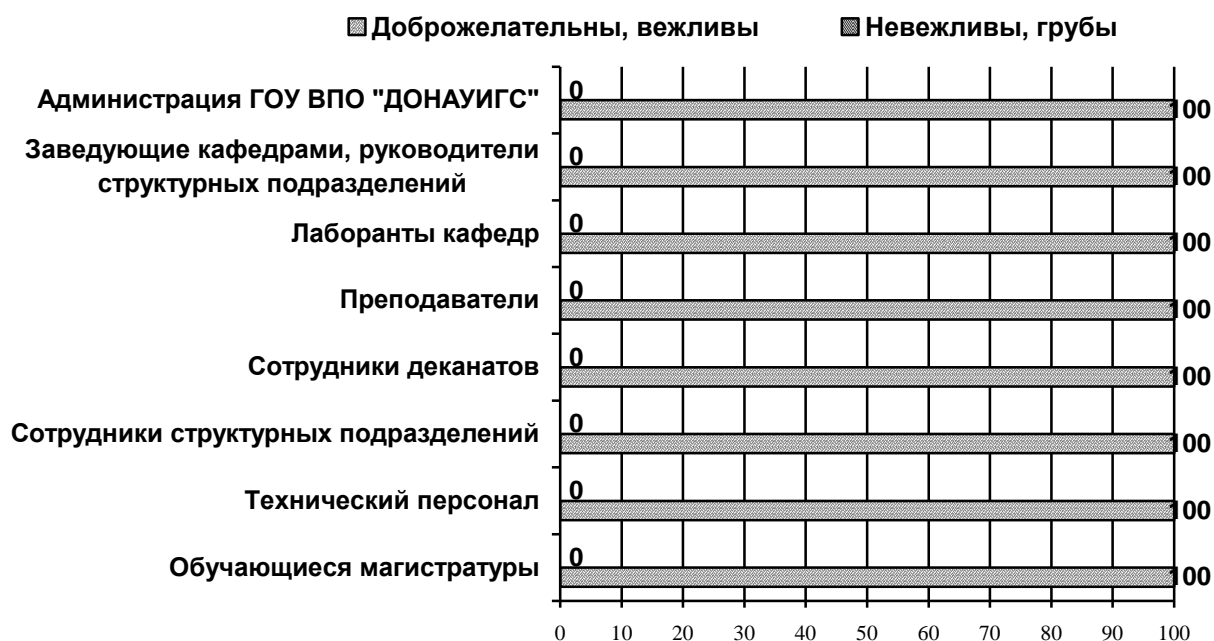 Доброжелательны, вежливы Невежливы, грубы
0
Администрация ГОУ ВПО "ДОНАУИГС"
100
0
Заведующие кафедрами, руководители
структурных подразделений
100
0
Лаборанты кафедр
100
0
Преподаватели
100
0
Сотрудники деканатов
100
0
Сотрудники структурных подразделений
100
0
Технический персонал
100
0
Обучающиеся магистратуры
100
0 10 20 30 40 50 60 70 80 90 100